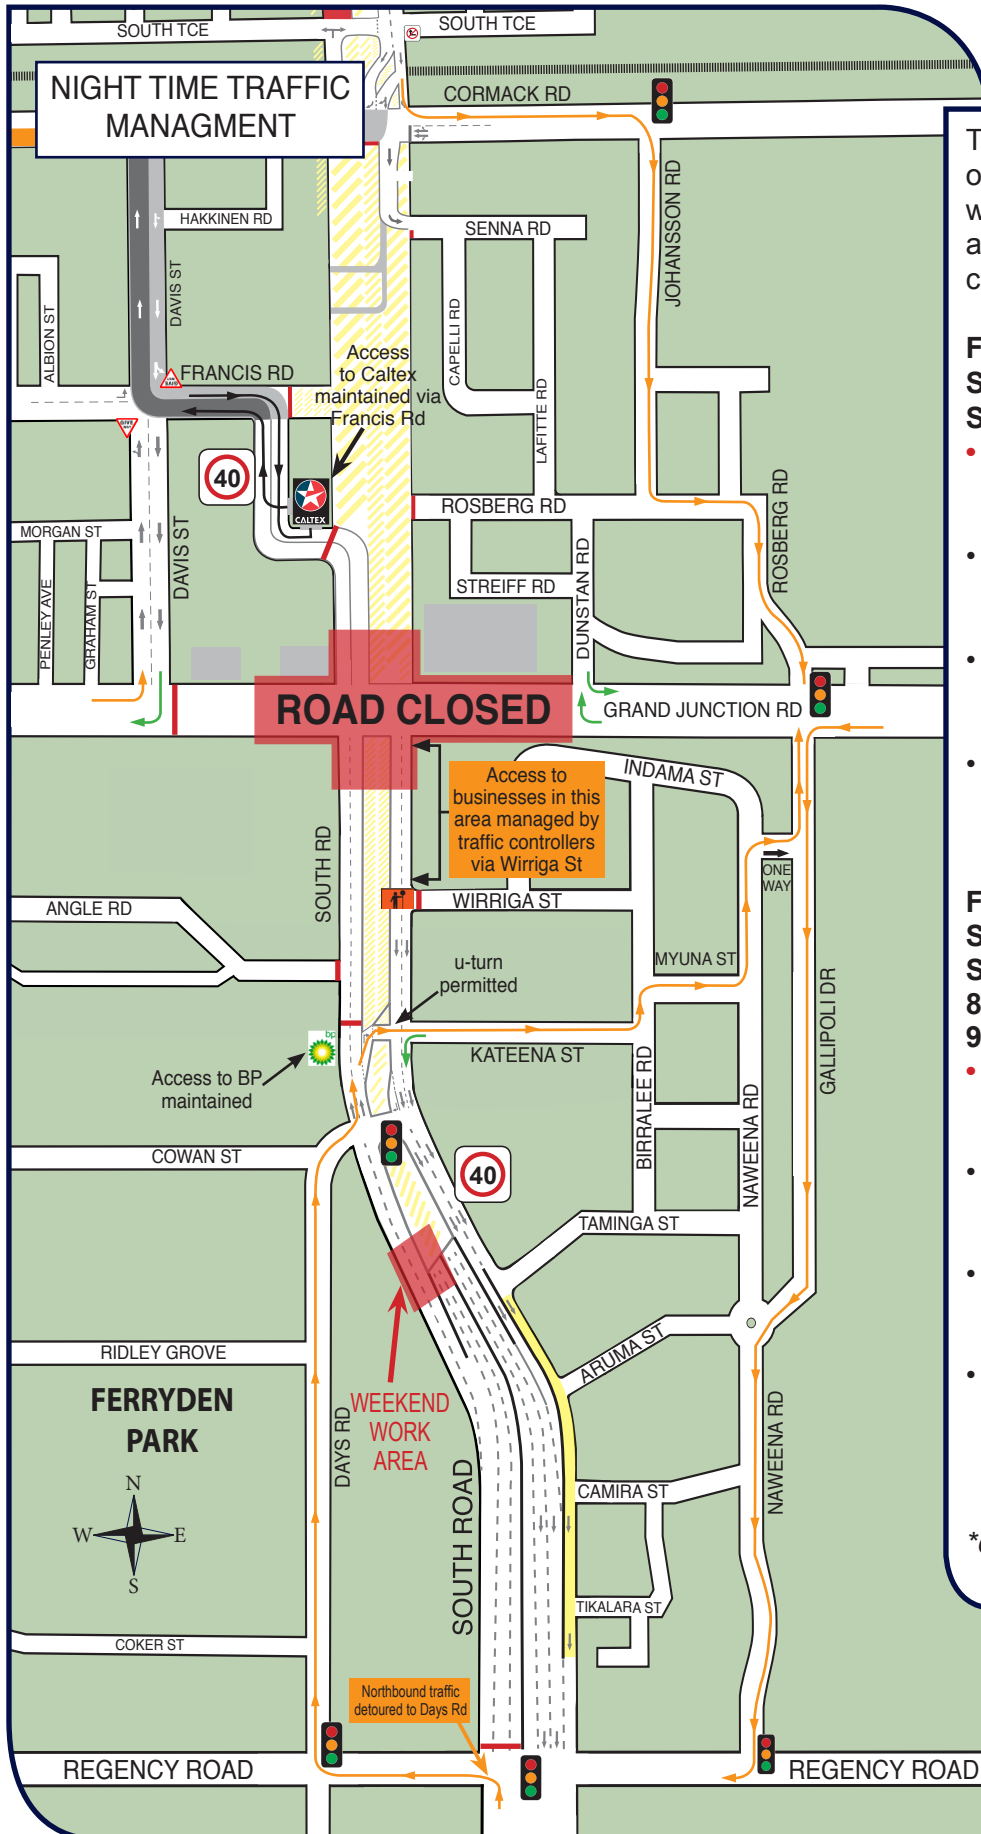 SOUTH TCE
SOUTH TCE
NIGHT TIME TRAFFIC
MANAGMENT
CORMACK RD
HAKKINEN RD
SENNA RD
JOHANSSON RD
DAVIS ST
ALBION ST
CAPELLI RD
LAFITTE RD
FRANCIS RD
Access
to Caltex
maintained via
Francis Rd
GIVE WAY
40
CALTEX
ROSBERG RD
ROSBERG RD
MORGAN ST
DAVIS ST
PENLEY AVE
GRAHAM ST
STREIFF RD
DUNSTAN RD
ROAD CLOSED
GRAND JUNCTION RD
Access to
businesses in this
area managed by
traffic controllers
via Wirriga St
INDAMA ST
SOUTH RD
ONE
WAY
ANGLE RD
WIRRIGA ST
MYUNA ST
u-turn
permitted
GALLIPOLI DR
bp
KATEENA ST
Access to BP
maintained
BIRRALEE RD
NAWEENA RD
COWAN ST
40
TAMINGA ST
ARUMA ST
RIDLEY GROVE
FERRYDEN
PARK
WEEKEND
WORK
AREA
DAYS RD
NAWEENA RD
SOUTH ROAD
CAMIRA ST
N
W
E
S
TIKALARA ST
COKER ST
Northbound traffic
detoured to Days Rd
REGENCY ROAD
REGENCY ROAD
T
o
w
a
c
F
S
S
•
•
•
•
F
S
S
8
9
•
•
•
•